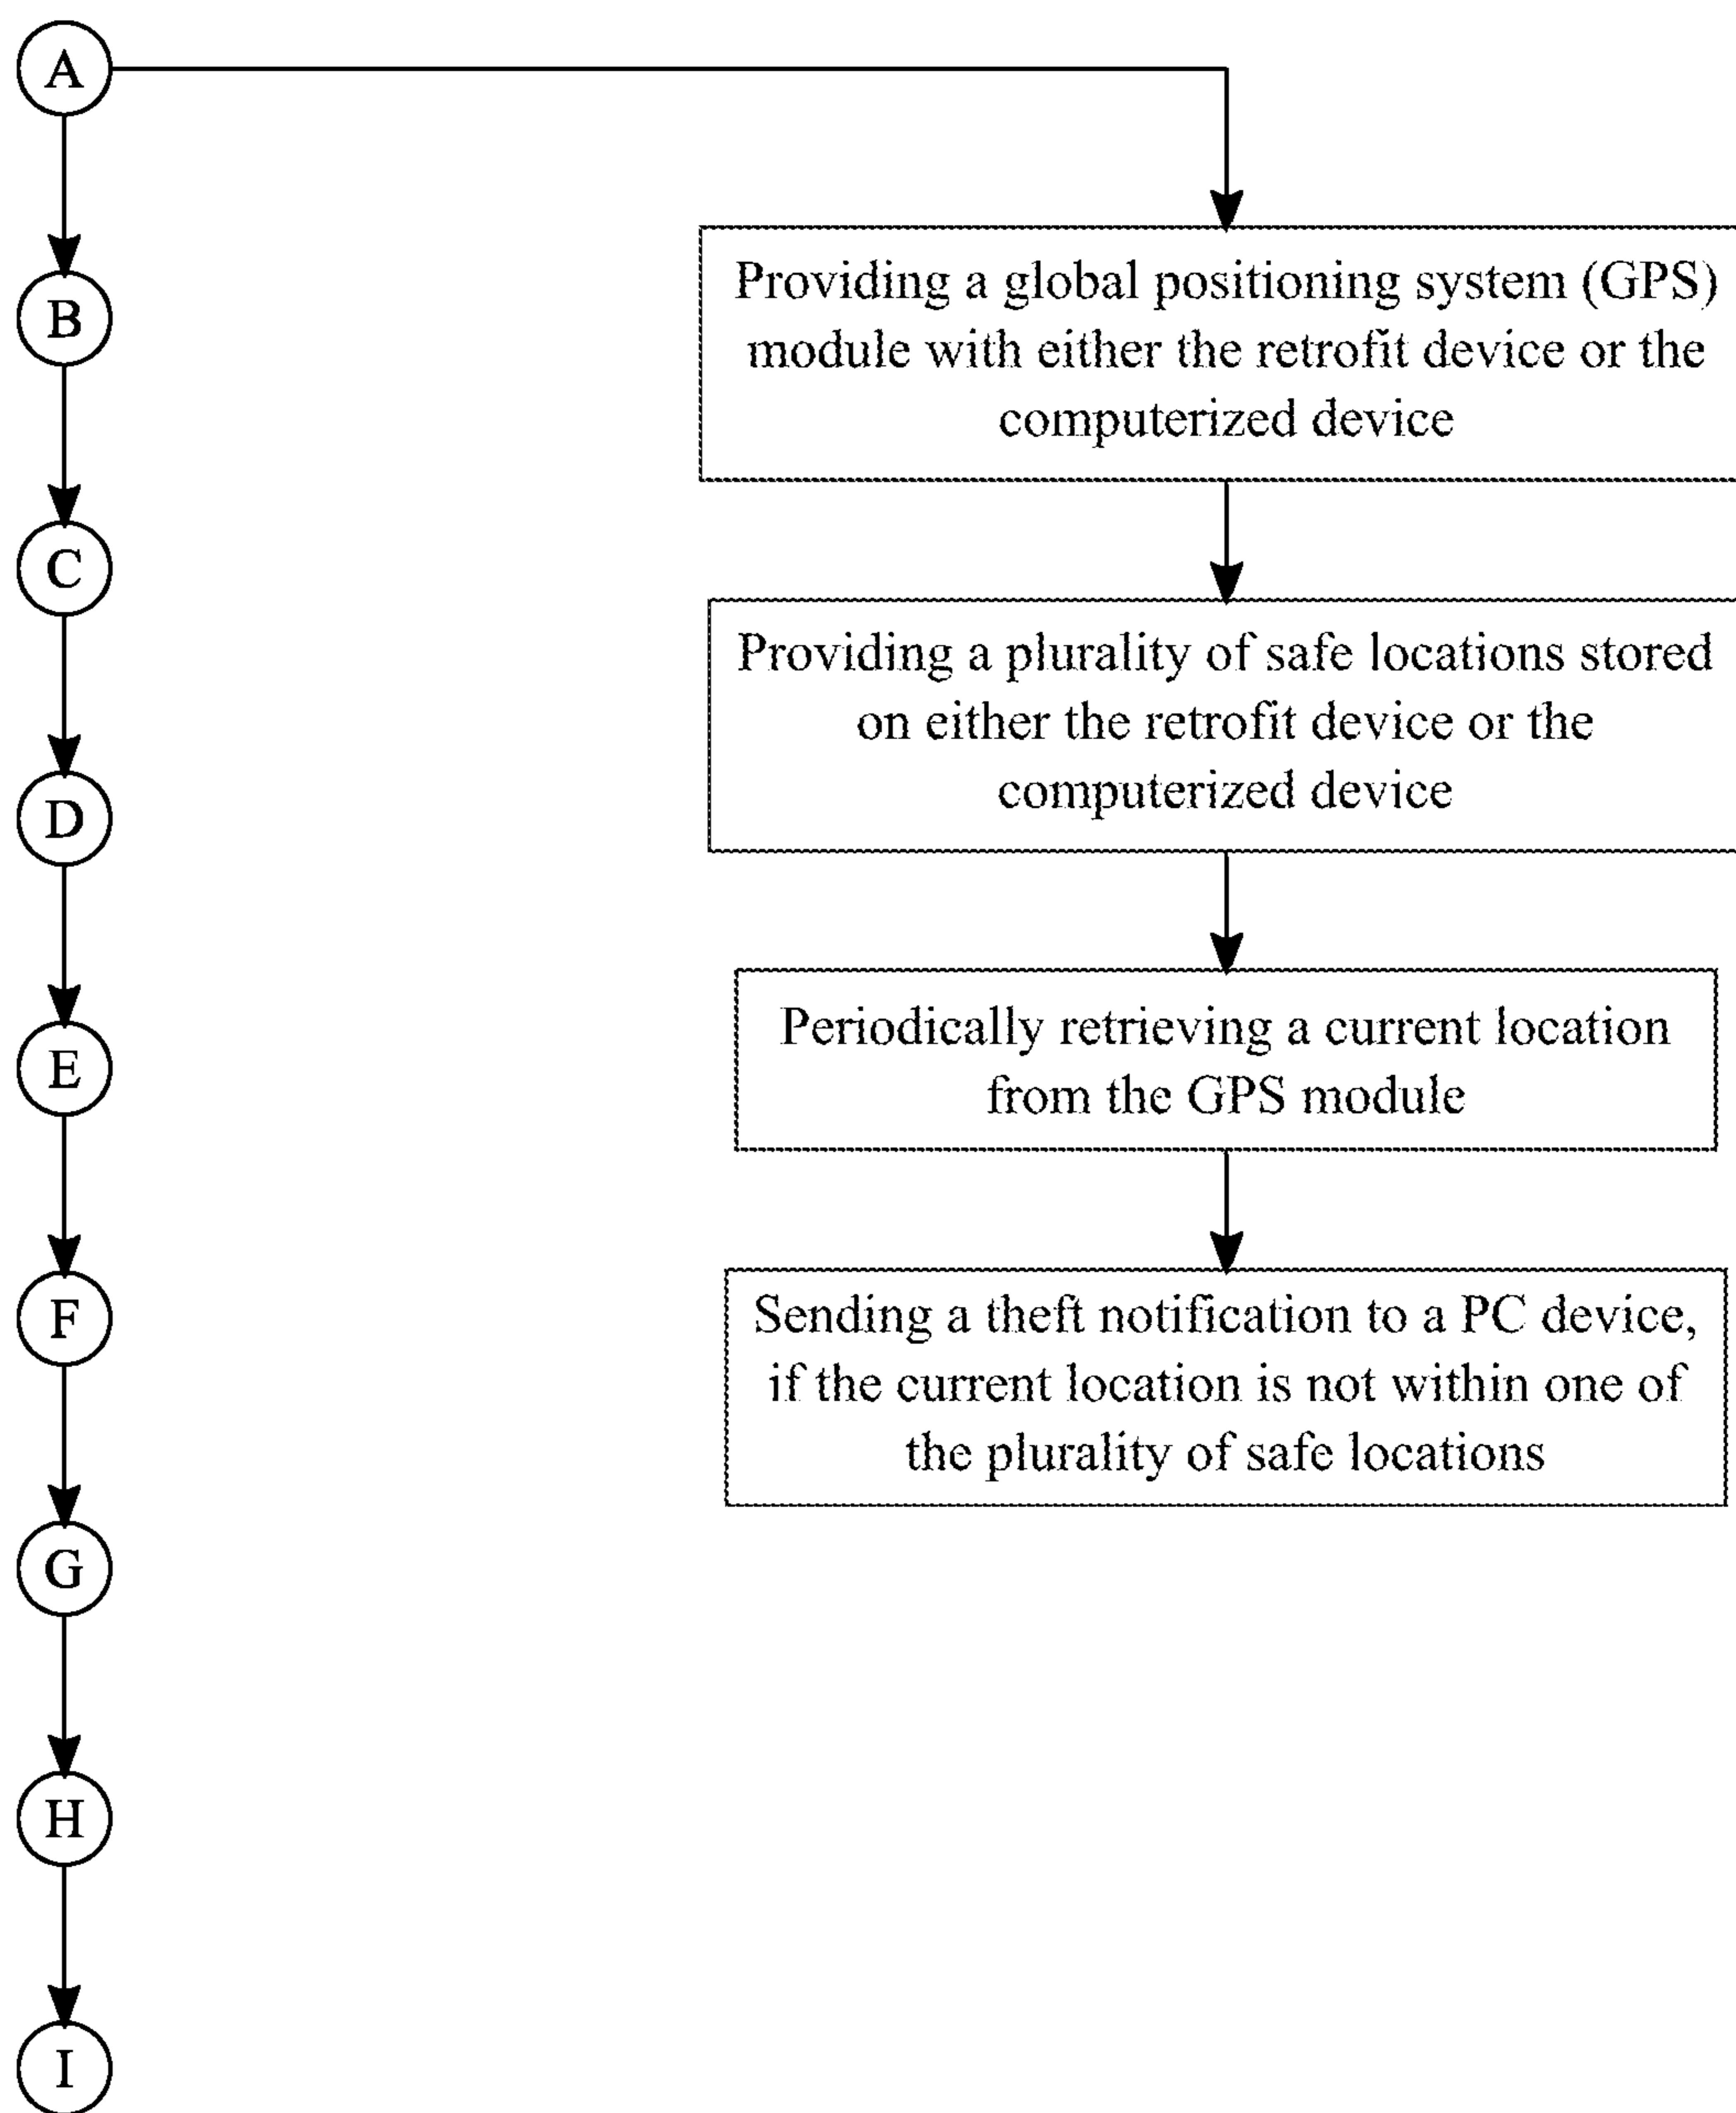 A
B
C
D
E
F
G
H
I
Providing a global positioning system (GPS)
module with either the retrofit device or the
computerized device
Providing a plurality of safe locations stored
on either the retrofit device or the
computerized device
Periodically retrieving a current location
from the GPS module
Sending a theft notification to a PC device,
if the current location is not within one of
the plurality of safe locations